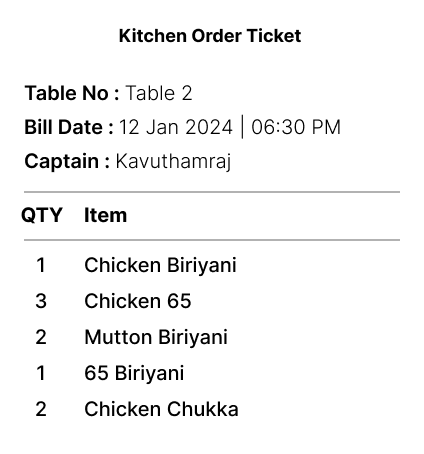 Kitchen Order Ticket
Table No : Table 2
Bill Date : 12 Jan 2024 | 06:30 PM
Captain : Kavuthamraj
QTY Item
1 Chicken Biriyani
3 Chicken 65
2 Mutton Biriyani
1 65 Biriyani
2 Chicken Chukka